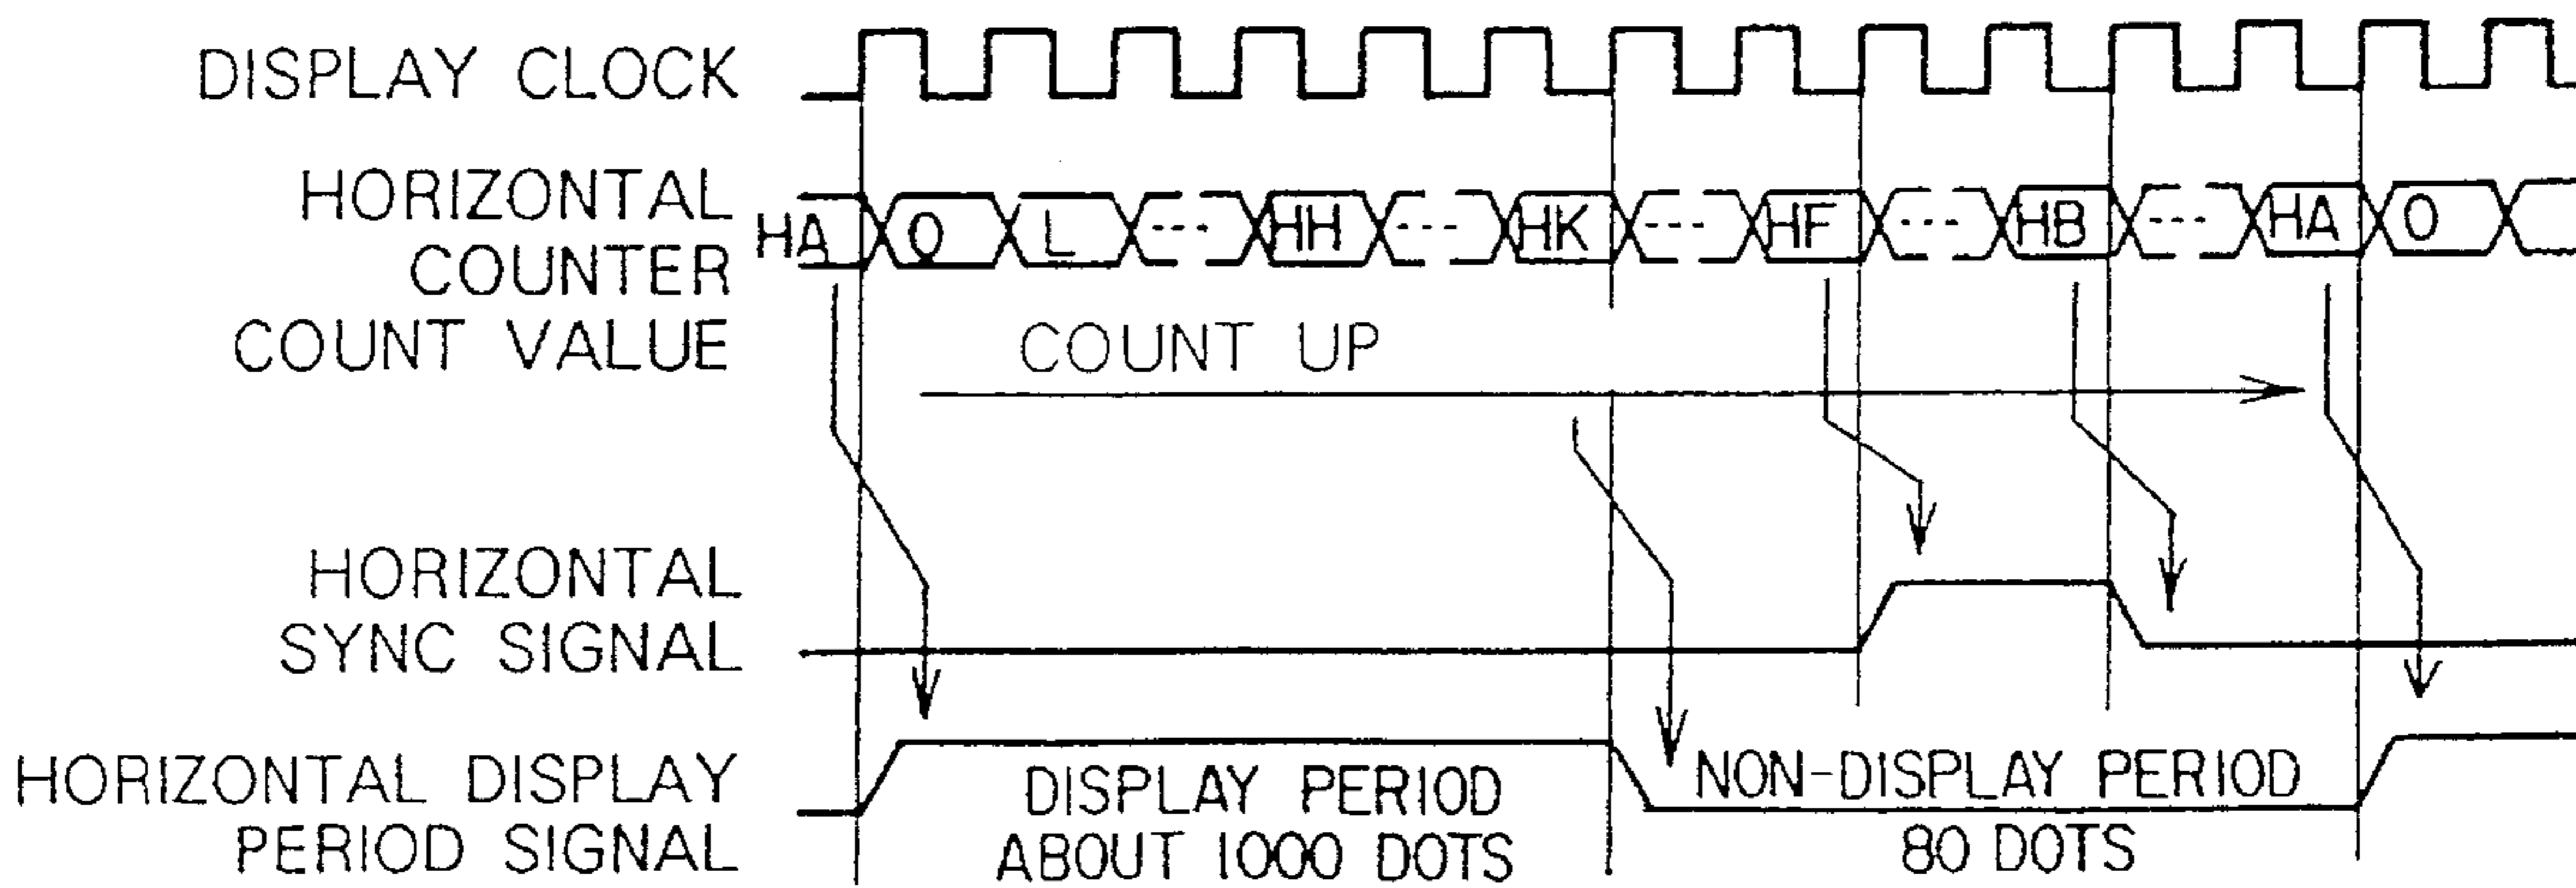 DISPLAY CLOCK
HORIZONTAL
COUNTER
COUNT VALUE
HA 0 L --- HH --- HK --- HF --- HB --- HA 0
COUNT UP
HORIZONTAL
SYNC SIGNAL
HORIZONTAL DISPLAY
PERIOD SIGNAL
DISPLAY PERIOD
ABOUT 1000 DOTS
NON-DISPLAY PERIOD
80 DOTS